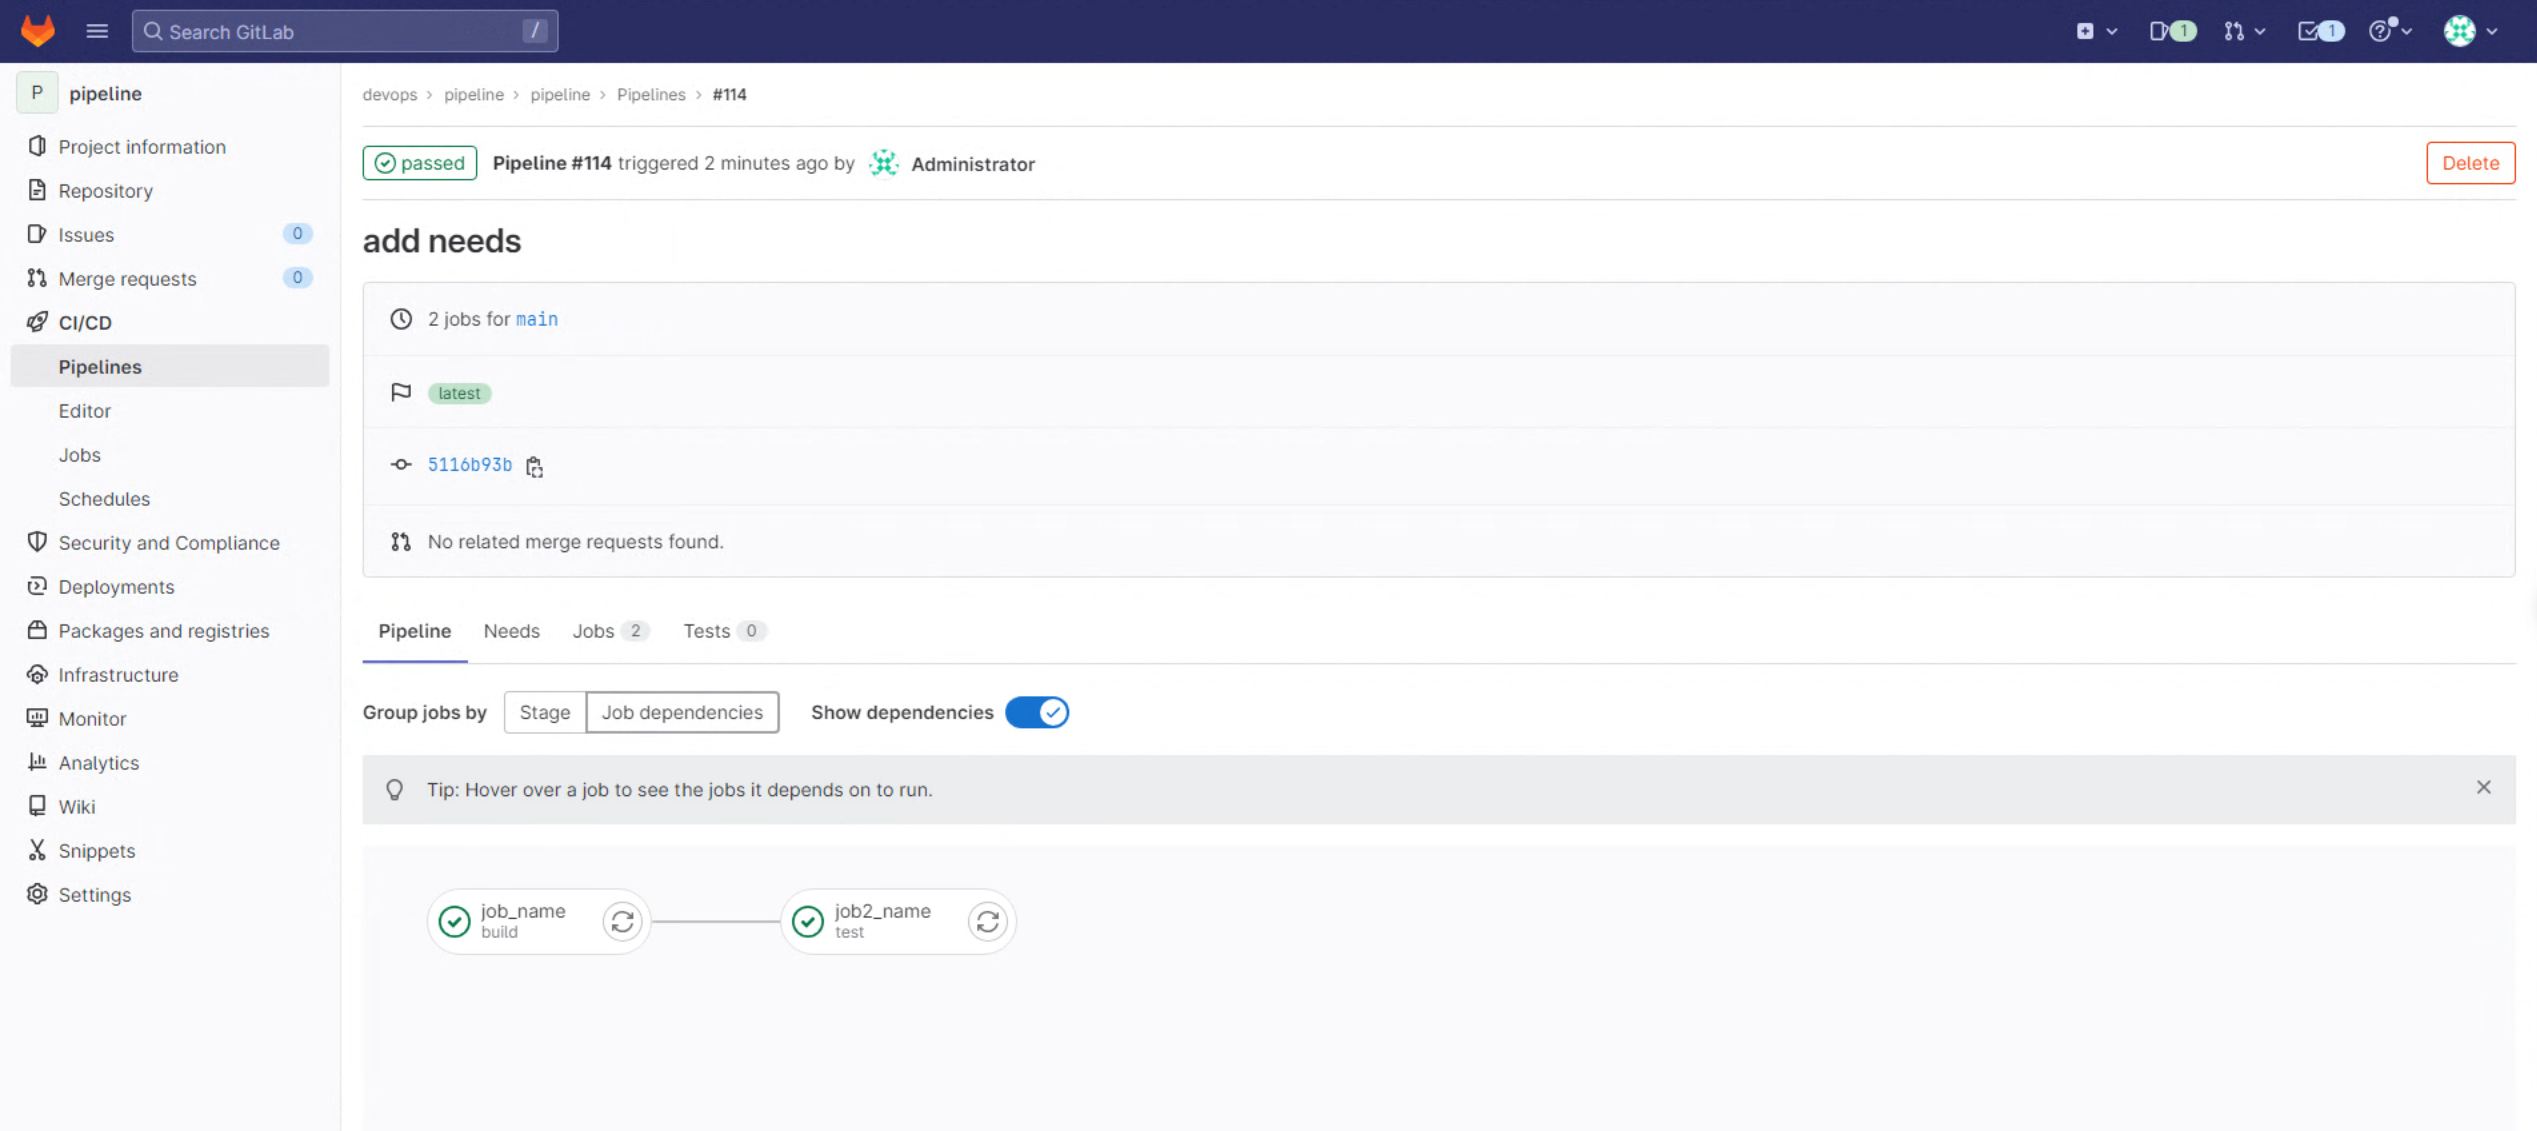 Search GitLab /
1
1
P pipeline
Project information
Repository
Issues 0
Merge requests 0
CI/CD
Pipelines
Editor
Jobs
Schedules
Security and Compliance
Deployments
Packages and registries
Infrastructure
Monitor
Analytics
Wiki
Snippets
Settings
devops › pipeline › pipeline › Pipelines › #114
passed Pipeline #114 triggered 2 minutes ago by Administrator
Delete
add needs
2 jobs for main
latest
5116b93b
No related merge requests found.
Pipeline Needs Jobs 2 Tests 0
Group jobs by Stage Job dependencies Show dependencies
Tip: Hover over a job to see the jobs it depends on to run.
job_name
build
job2_name
test